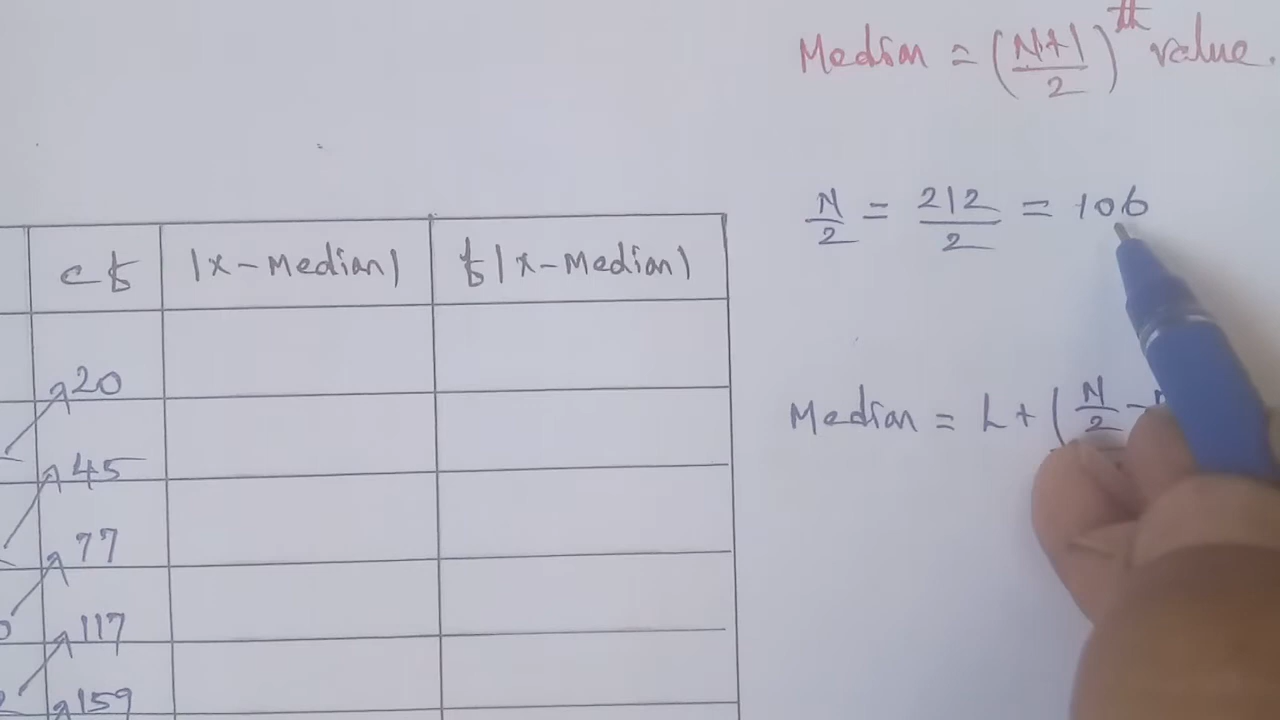 Median = (N+1/2)th value.
N/2 = 212/2 = 106
cf |x-Median| f|x-Median|
20
45
77
117
159
Median = L + (N/2 -